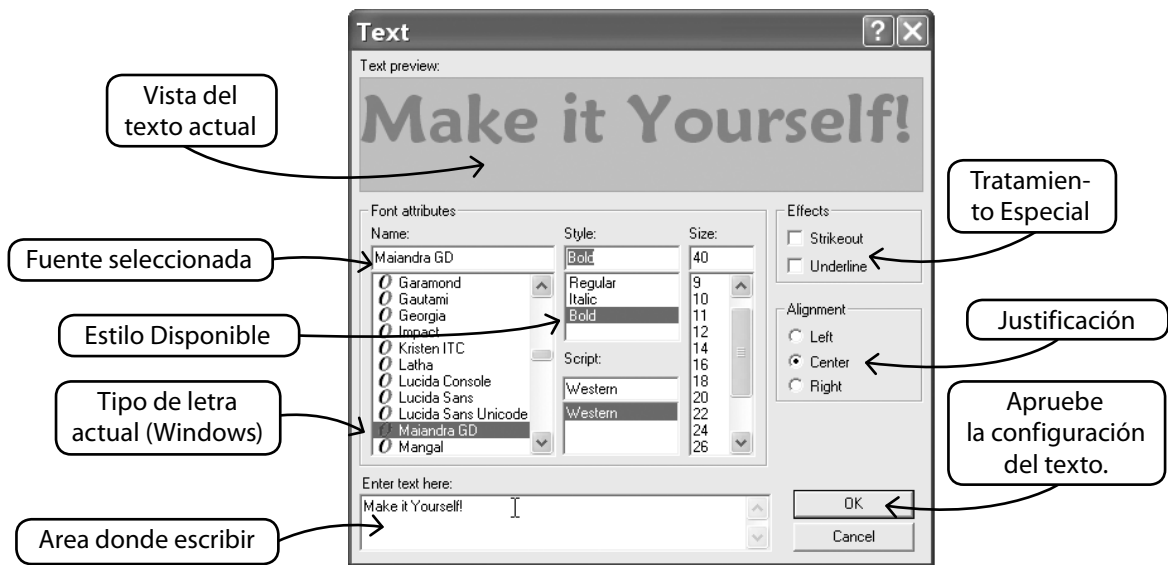 Text
Text preview:
Make it Yourself!
Vista del
texto actual
Tratamien-
to Especial
Font attributes
Name:
Style:
Size:
Maiandra GD
Bold
40
Fuente seleccionada
Garamond
Gautami
Georgia
Impact
Kristen ITC
Latha
Lucida Console
Lucida Sans
Lucida Sans Unicode
Maiandra GD
Mangal
Regular
Italic
Bold
Estilo Disponible
Script:
Western
Western
9
10
11
12
14
16
18
20
22
24
26
Tipo de letra
actual (Windows)
Effects
Strikeout
Underline
Alignment
Left
Center
Right
Justificación
Apruebe
la configuración
del texto.
Enter text here:
Make it Yourself!
Area donde escribir
OK
Cancel